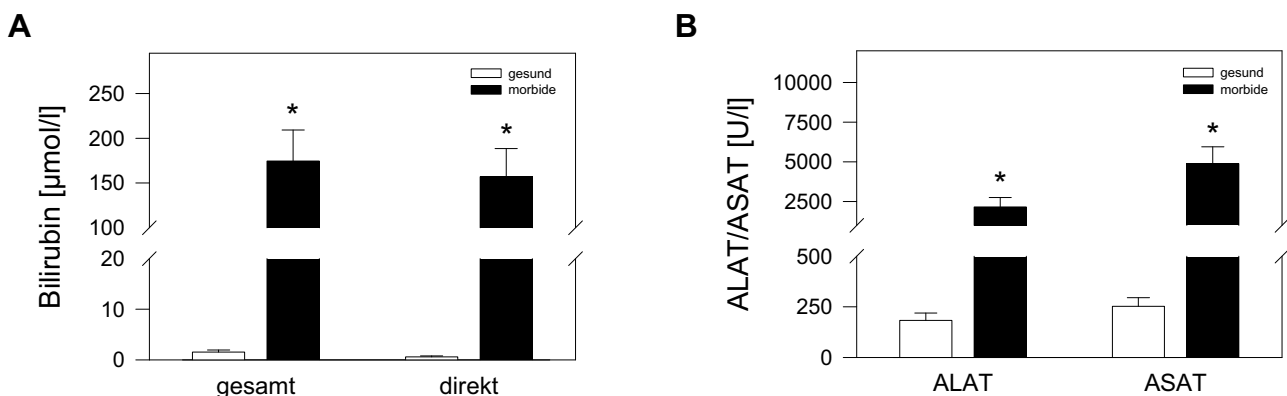 A
Bilirubin [µmol/l]
250
200
150
100
20
10
0
gesund
morbide
*
*
gesamt
direkt
B
ALAT/ASAT [U/l]
10000
7500
5000
2500
500
250
0
gesund
morbide
*
*
ALAT
ASAT